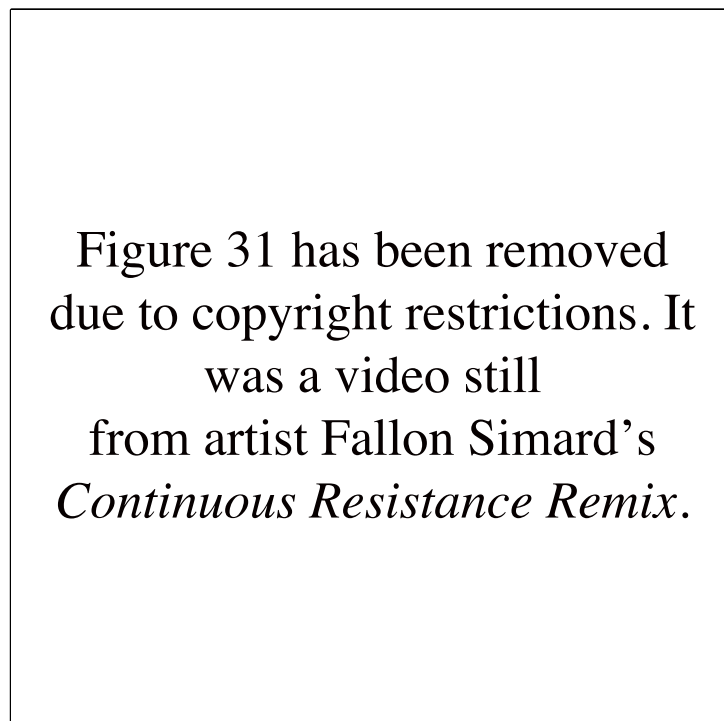 Figure 31 has been removed
due to copyright restrictions. It
was a video still
from artist Fallon Simard’s
Continuous Resistance Remix.